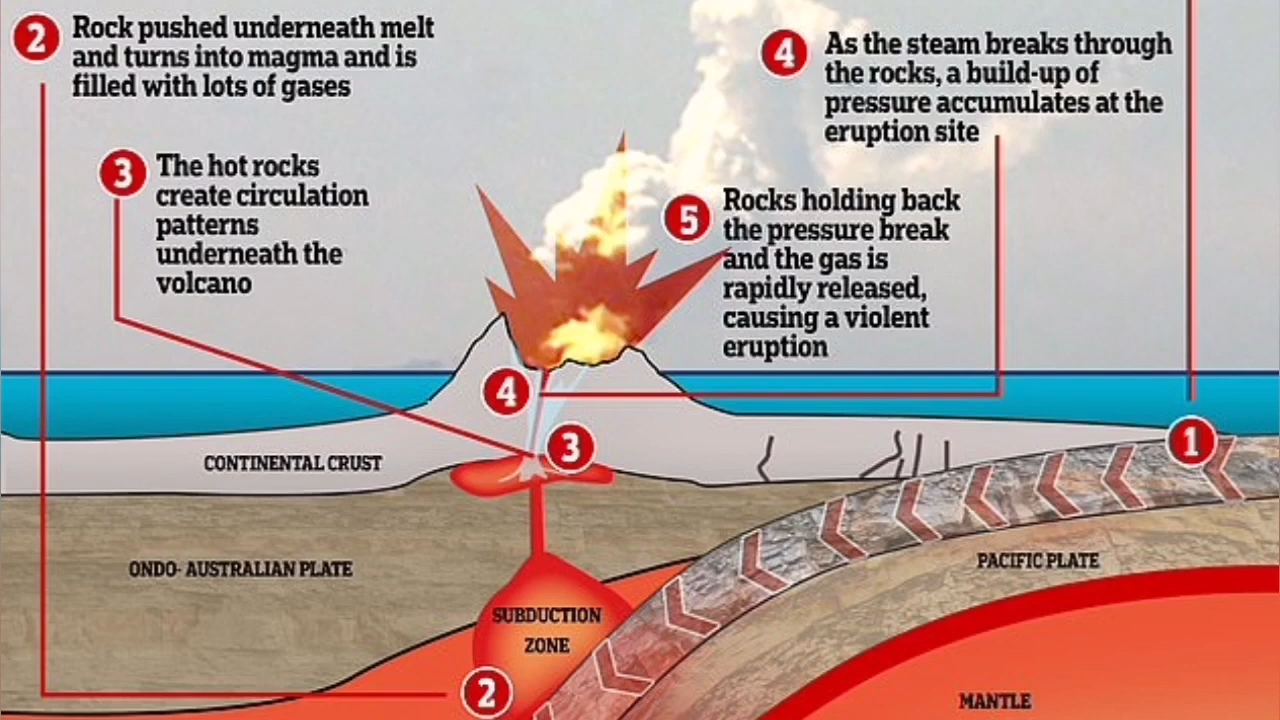 2
Rock pushed underneath melt
and turns into magma and is
filled with lots of gases
3
The hot rocks
create circulation
patterns
underneath the
volcano
4
As the steam breaks through
the rocks, a build-up of
pressure accumulates at the
eruption site
5
Rocks holding back
the pressure break
and the gas is
rapidly released,
causing a violent
eruption
4
3
1
CONTINENTAL CRUST
ONDO- AUSTRALIAN PLATE
PACIFIC PLATE
SUBDUCTION
ZONE
2
MANTLE